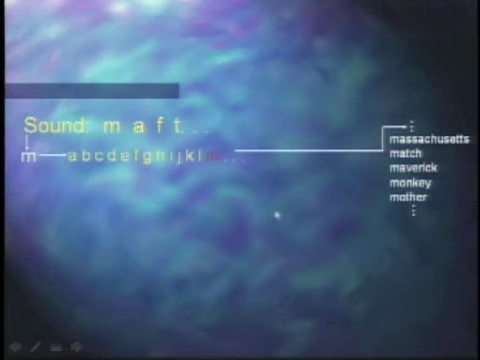 Sound: m a f t . . .
m
a b c d e f g h i j k l m . . .
:
massachusetts
match
maverick
monkey
mother
: